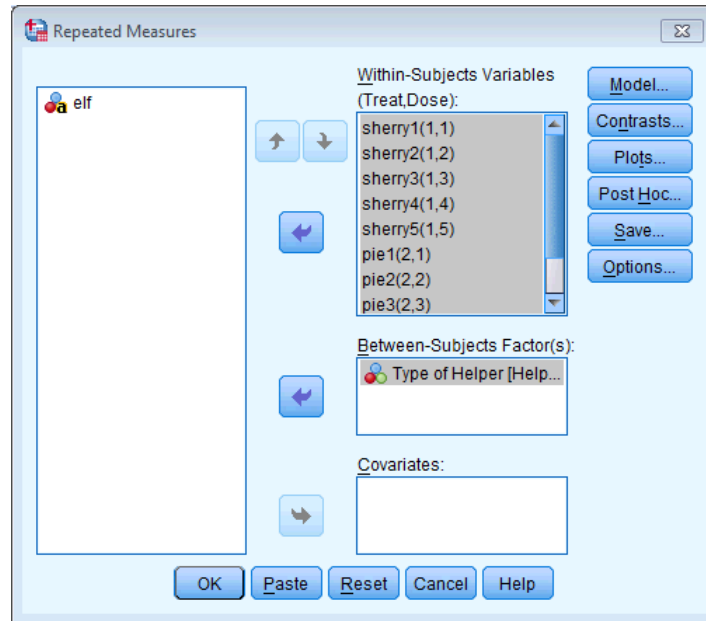 Repeated Measures
a elf
Within-Subjects Variables
(Treat,Dose):
sherry1(1,1)
sherry2(1,2)
sherry3(1,3)
sherry4(1,4)
sherry5(1,5)
pie1(2,1)
pie2(2,2)
pie3(2,3)
Between-Subjects Factor(s):
Type of Helper [Help...
Covariates:
Model...
Contrasts...
Plots...
Post Hoc...
Save...
Options...
OK Paste Reset Cancel Help